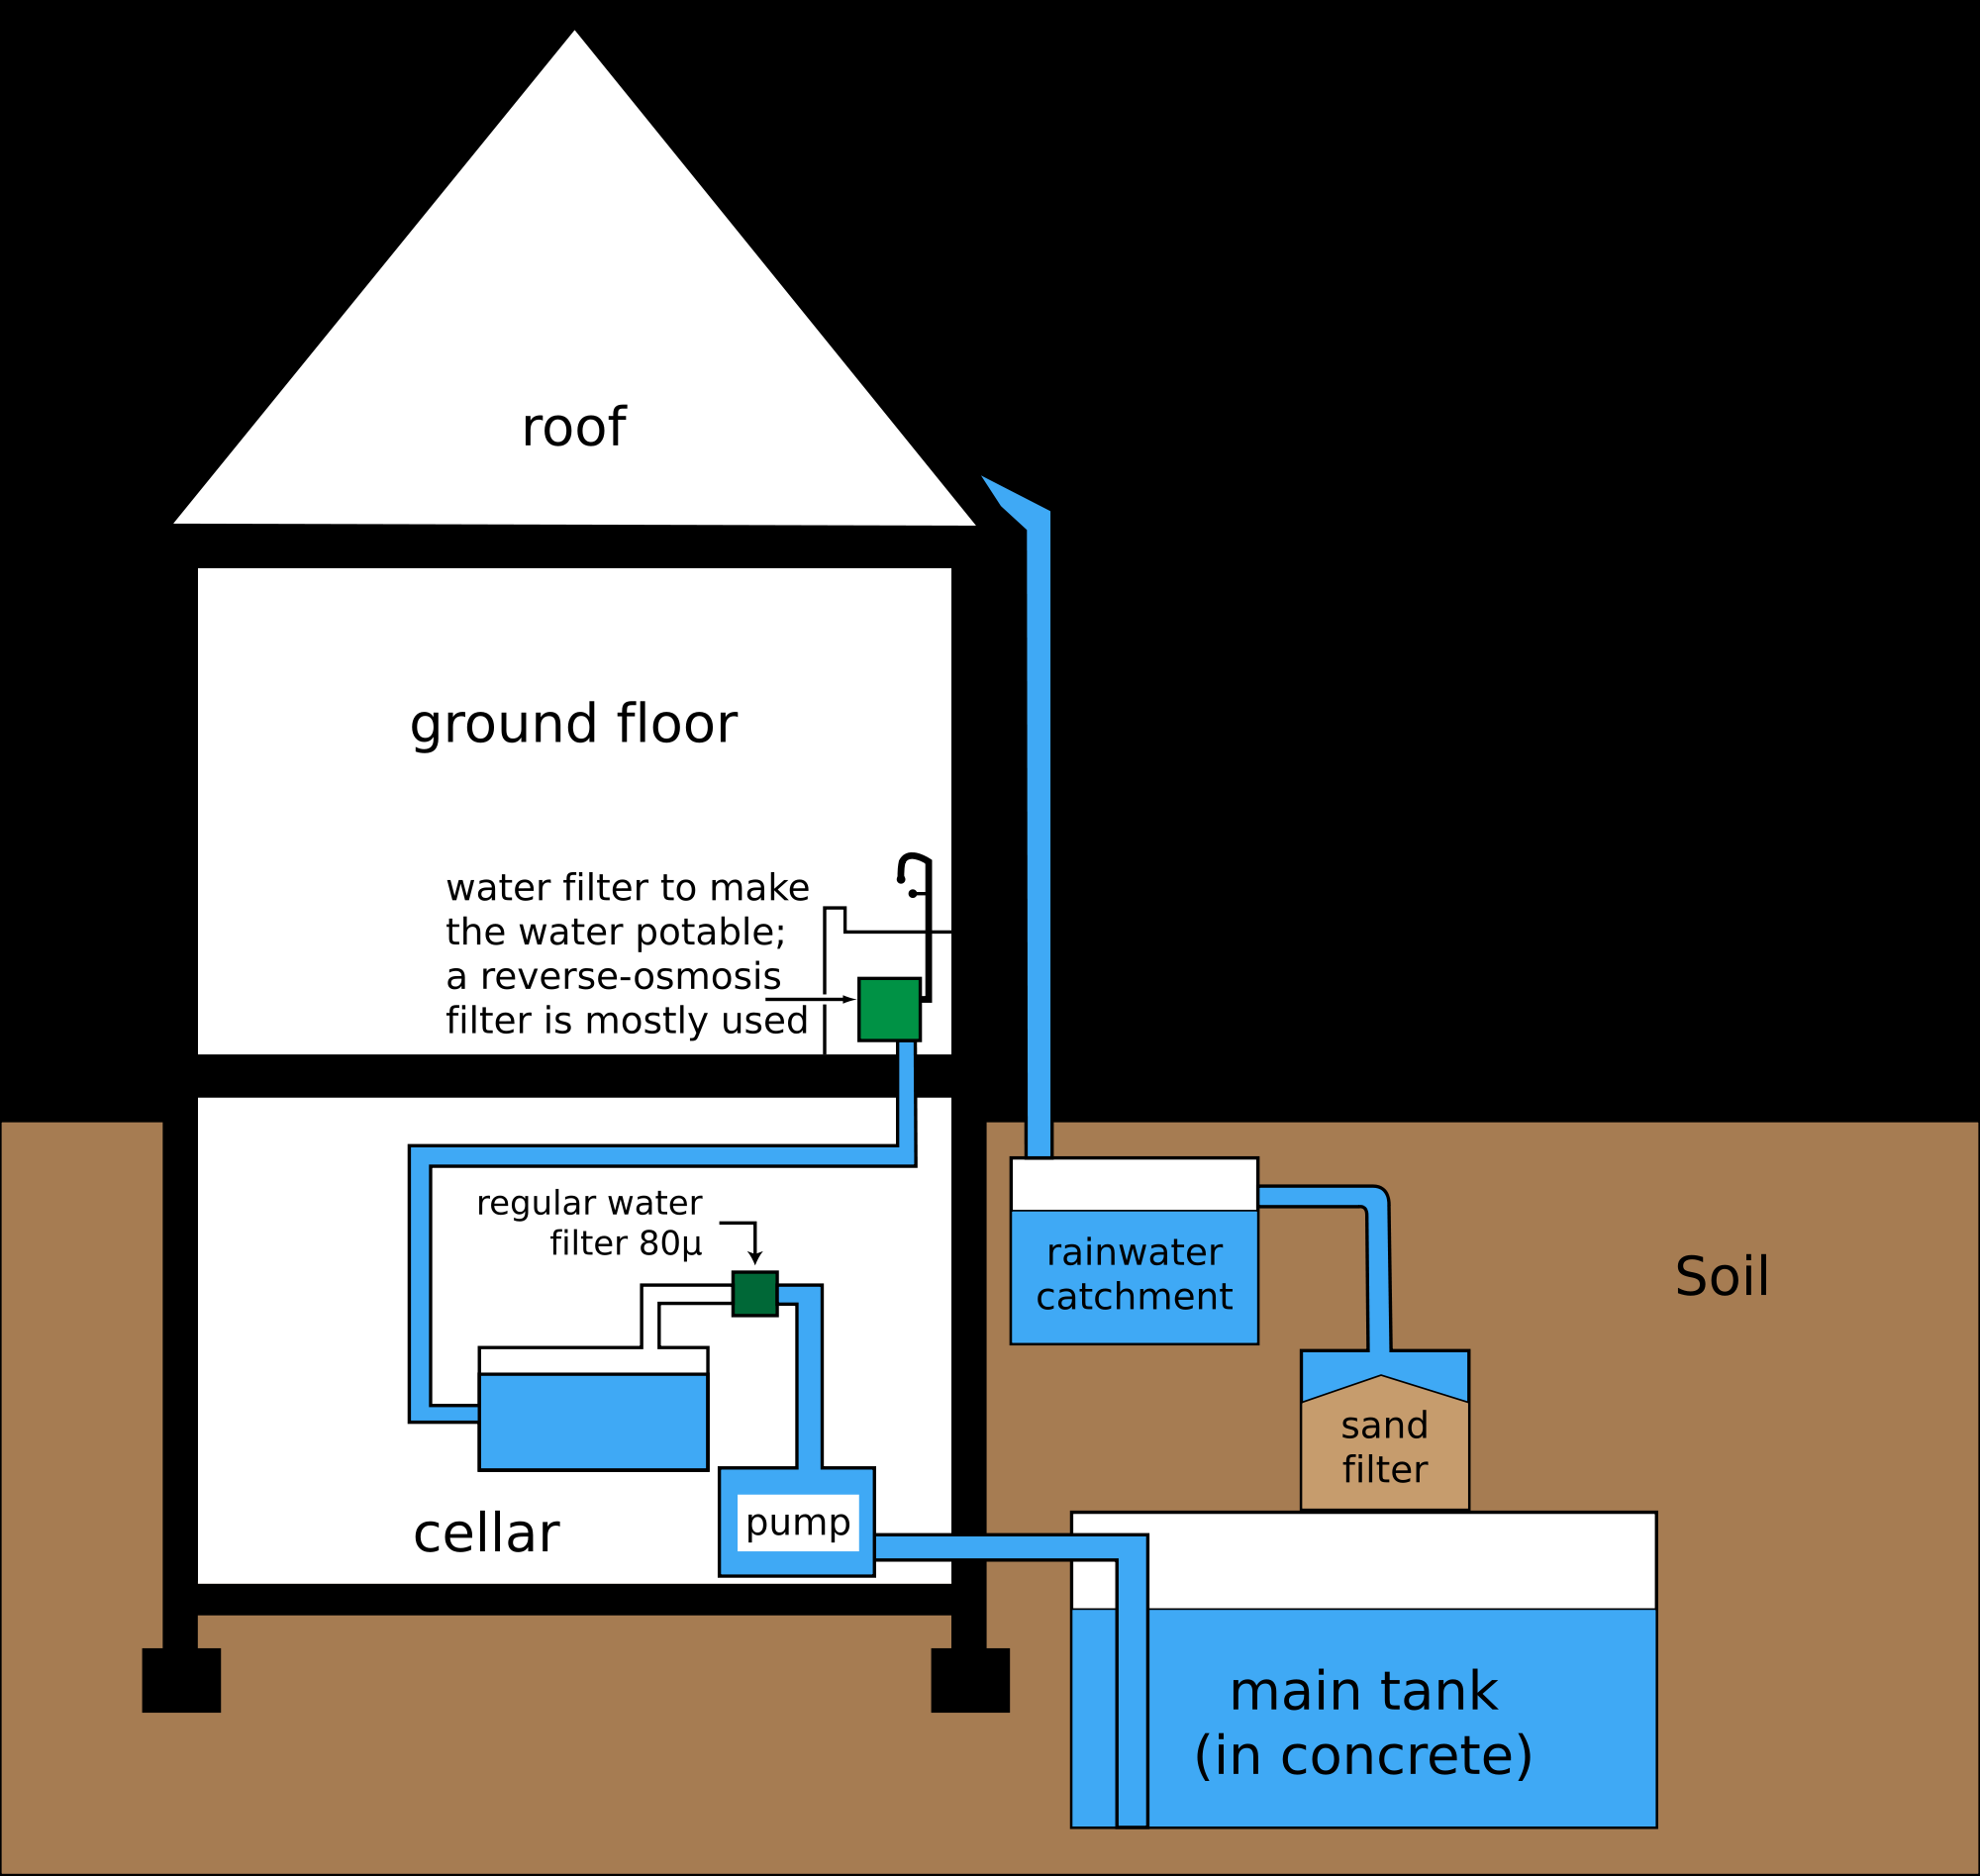 roof
ground floor
water filter to make
the water potable;
a reverse-osmosis
filter is mostly used
regular water
filter 80µ
rainwater
catchment
Soil
sand
filter
pump
cellar
main tank
(in concrete)